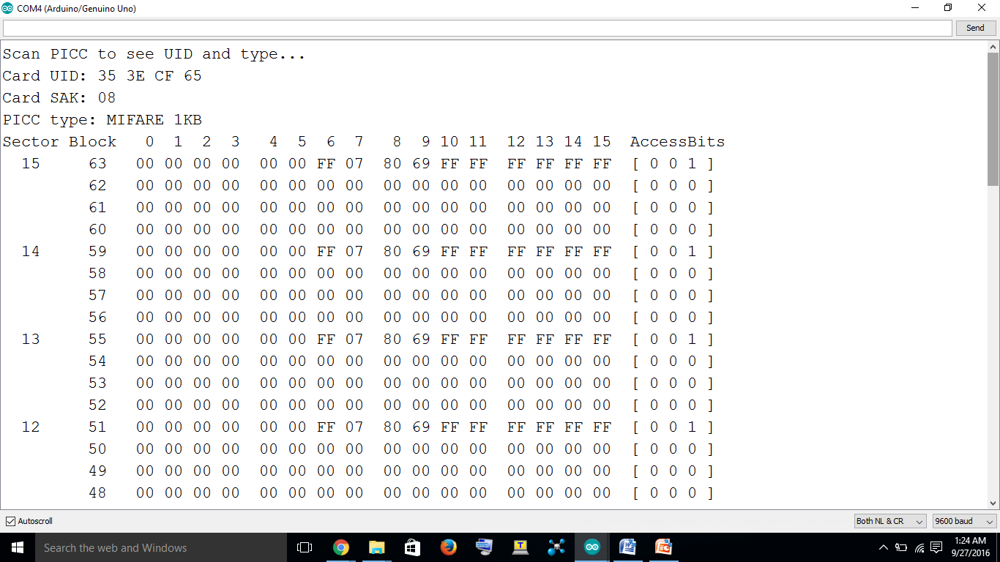 COM4 (Arduino/Genuino Uno)
Send
Scan PICC to see UID and type...
Card UID: 35 3E CF 65
Card SAK: 08
PICC type: MIFARE 1KB
Sector Block 0 1 2 3 4 5 6 7 8 9 10 11 12 13 14 15 AccessBits
15 63 00 00 00 00 00 00 FF 07 80 69 FF FF FF FF FF FF [ 0 0 1 ]
62 00 00 00 00 00 00 00 00 00 00 00 00 00 00 00 00 [ 0 0 0 ]
61 00 00 00 00 00 00 00 00 00 00 00 00 00 00 00 00 [ 0 0 0 ]
60 00 00 00 00 00 00 00 00 00 00 00 00 00 00 00 00 [ 0 0 0 ]
14 59 00 00 00 00 00 00 FF 07 80 69 FF FF FF FF FF FF [ 0 0 1 ]
58 00 00 00 00 00 00 00 00 00 00 00 00 00 00 00 00 [ 0 0 0 ]
57 00 00 00 00 00 00 00 00 00 00 00 00 00 00 00 00 [ 0 0 0 ]
56 00 00 00 00 00 00 00 00 00 00 00 00 00 00 00 00 [ 0 0 0 ]
13 55 00 00 00 00 00 00 FF 07 80 69 FF FF FF FF FF FF [ 0 0 1 ]
54 00 00 00 00 00 00 00 00 00 00 00 00 00 00 00 00 [ 0 0 0 ]
53 00 00 00 00 00 00 00 00 00 00 00 00 00 00 00 00 [ 0 0 0 ]
52 00 00 00 00 00 00 00 00 00 00 00 00 00 00 00 00 [ 0 0 0 ]
12 51 00 00 00 00 00 00 FF 07 80 69 FF FF FF FF FF FF [ 0 0 1 ]
50 00 00 00 00 00 00 00 00 00 00 00 00 00 00 00 00 [ 0 0 0 ]
49 00 00 00 00 00 00 00 00 00 00 00 00 00 00 00 00 [ 0 0 0 ]
48 00 00 00 00 00 00 00 00 00 00 00 00 00 00 00 00 [ 0 0 0 ]
Autoscroll
Both NL & CR
9600 baud
Search the web and Windows
1:24 AM
9/27/2016